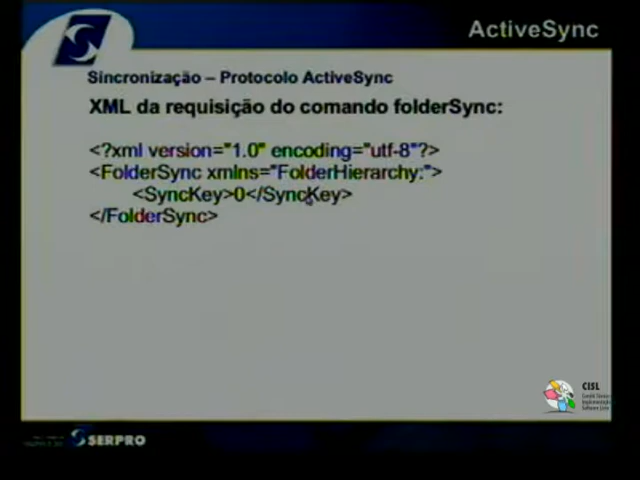 ActiveSync
Sincronização – Protocolo ActiveSync
XML da requisição do comando folderSync:
<?xml version="1.0" encoding="utf-8"?>
<FolderSync xmlns="FolderHierarchy:">
<SyncKey>0</SyncKey>
</FolderSync>
CISL
SERPRO